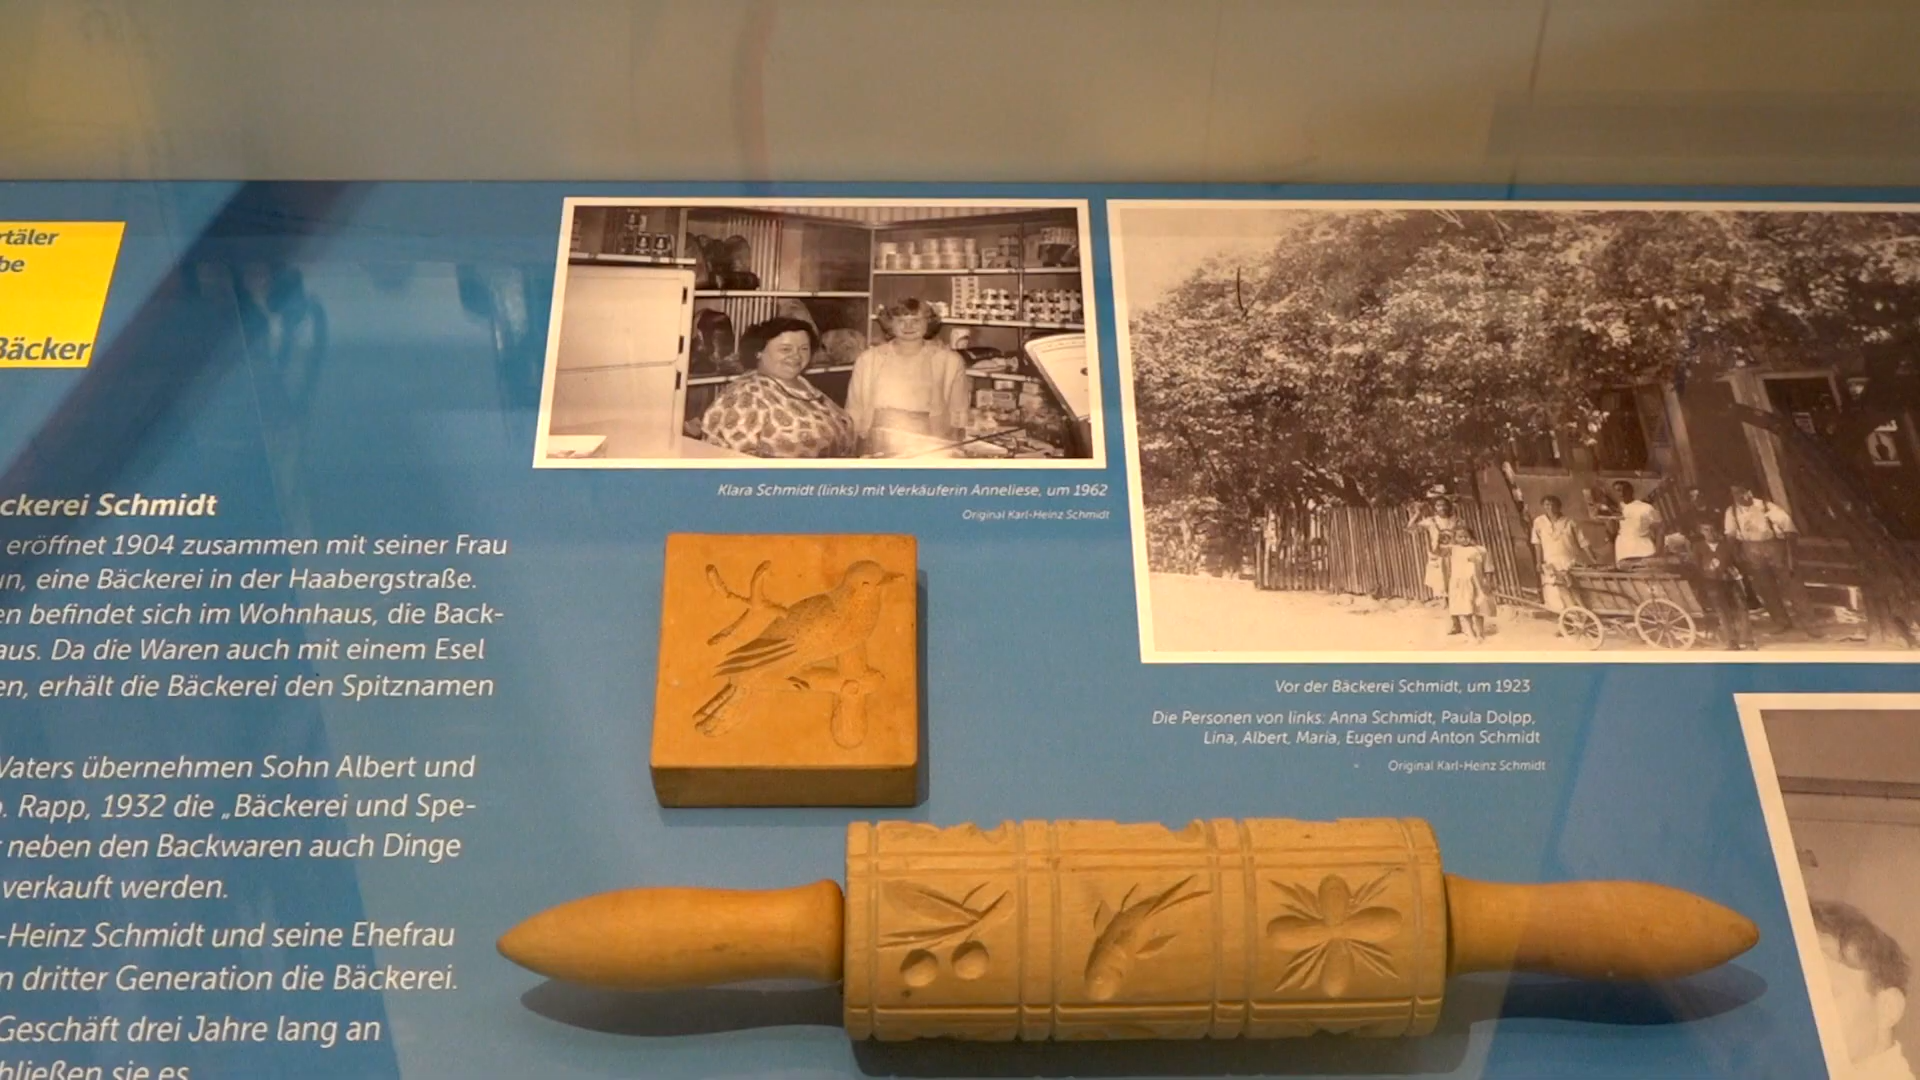 rtäler
be
Bäcker
ckerei Schmidt
eröffnet 1904 zusammen mit seiner Frau
un, eine Bäckerei in der Haabergstraße.
en befindet sich im Wohnhaus, die Back-
aus. Da die Waren auch mit einem Esel
en, erhält die Bäckerei den Spitznamen
Vaters übernehmen Sohn Albert und
b. Rapp, 1932 die „Bäckerei und Spe-
neben den Backwaren auch Dinge
verkauft werden.
-Heinz Schmidt und seine Ehefrau
n dritter Generation die Bäckerei.
Geschäft drei Jahre lang an
hließen sie es
Klara Schmidt (links) mit Verkäuferin Anneliese, um 1962
Original Karl-Heinz Schmidt
Vor der Bäckerei Schmidt, um 1923
Die Personen von links: Anna Schmidt, Paula Dolpp,
Lina, Albert, Maria, Eugen und Anton Schmidt
Original Karl-Heinz Schmidt